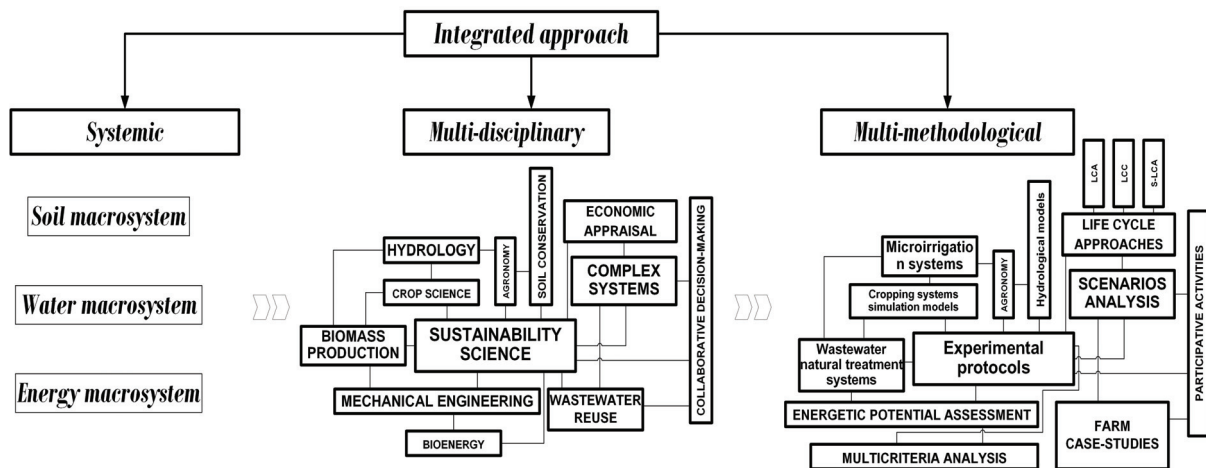 Integrated approach
Systemic
Multi-disciplinary
Multi-methodological
Soil macrosystem
Water macrosystem
Energy macrosystem
HYDROLOGY
AGRONOMY
SOIL CONSERVATION
ECONOMIC
APPRAISAL
COLLABORATIVE DECISION-MAKING
CROP SCIENCE
COMPLEX
SYSTEMS
BIOMASS
PRODUCTION
SUSTAINABILITY
SCIENCE
MECHANICAL ENGINEERING
WASTEWATER
REUSE
BIOENERGY
LCA
LCC
S-LCA
Microirrigatio
n systems
AGRONOMY
Hydrological models
LIFE CYCLE
APPROACHES
PARTICIPATIVE ACTIVITIES
Cropping systems
simulation models
SCENARIOS
ANALYSIS
Wastewater
natural treatment
systems
Experimental
protocols
ENERGETIC POTENTIAL ASSESSMENT
MULTICRITERIA ANALYSIS
FARM
CASE-STUDIES